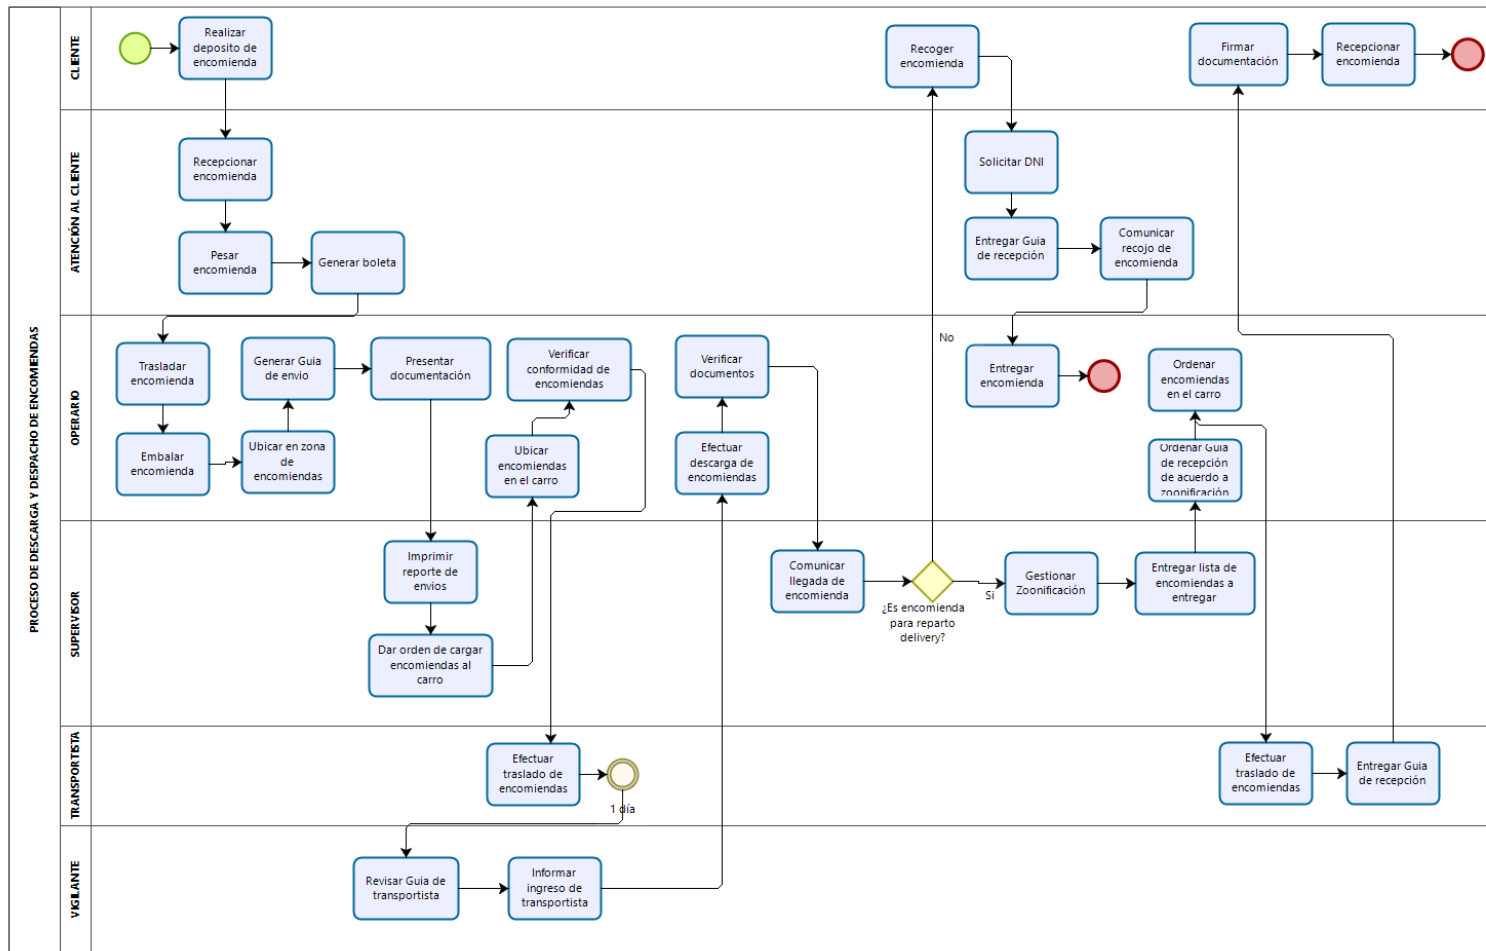 PROCESO DE DESCARGA Y DESPACHO DE ENCOMIENDAS
CLIENTE
Realizar
deposito de
encomienda
Recoger
encomienda
Firmar
documentación
Recepcionar
encomienda
ATENCIÓN AL CLIENTE
Recepcionar
encomienda
Pesar
encomienda
Generar boleta
Solicitar DNI
Entregar Guia
de recepción
Comunicar
recojo de
encomienda
OPERARIO
Trasladar
encomienda
Embalar
encomienda
Ubicar en zona
de
encomiendas
Generar Guia
de envio
Presentar
documentación
Verificar
conformidad de
encomiendas
Ubicar
encomiendas
en el carro
Verificar
documentos
Efectuar
descarga de
encomiendas
No
Entregar
encomienda
Ordenar
encomiendas
en el carro
Ordenar Guia
de recepción
de acuerdo a
zoonificación
SUPERVISOR
Imprimir
reporte de
envios
Dar orden de cargar
encomiendas al
carro
Comunicar
llegada de
encomienda
¿Es encomienda
para reparto
delivery?
Si
Gestionar
Zoonificación
Entregar lista de
encomiendas a
entregar
TRANSPORTISTA
Efectuar
traslado de
encomiendas
1 día
Efectuar
traslado de
encomiendas
Entregar Guia
de recepción
VIGILANTE
Revisar Guia de
transportista
Informar
ingreso de
transportista